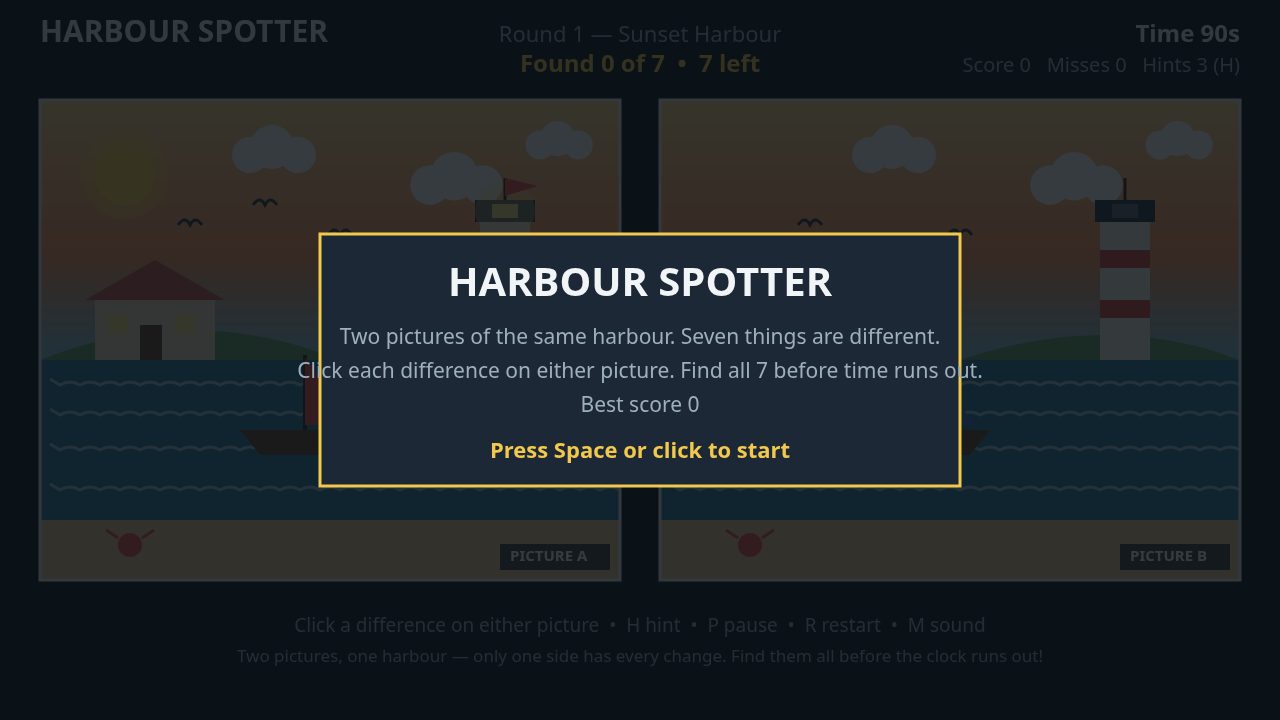 HARBOUR SPOTTER
Round 1 — Sunset Harbour
Found 0 of 7 • 7 left
Time 90s
Score 0 Misses 0 Hints 3 (H)
HARBOUR SPOTTER
Two pictures of the same harbour. Seven things are different.
Click each difference on either picture. Find all 7 before time runs out.
Best score 0
Press Space or click to start
PICTURE A
PICTURE B
Click a difference on either picture • H hint • P pause • R restart • M sound
Two pictures, one harbour — only one side has every change. Find them all before the clock runs out!